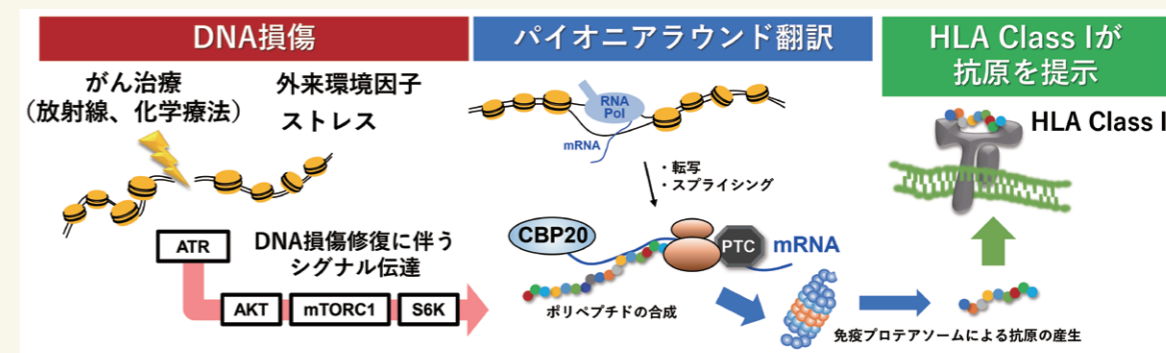 DNA損傷
がん治療
(放射線、化学療法)
外来環境因子
ストレス
ATR
DNA損傷修復に伴う
シグナル伝達
AKT
mTORC1
S6K
パイオニアラウンド翻訳
RNA
Pol
mRNA
・転写
・スプライシング
CBP20
PTC
mRNA
ポリペプチドの合成
免疫プロテアソームによる抗原の産生
HLA Class Iが
抗原を提示
HLA Class I